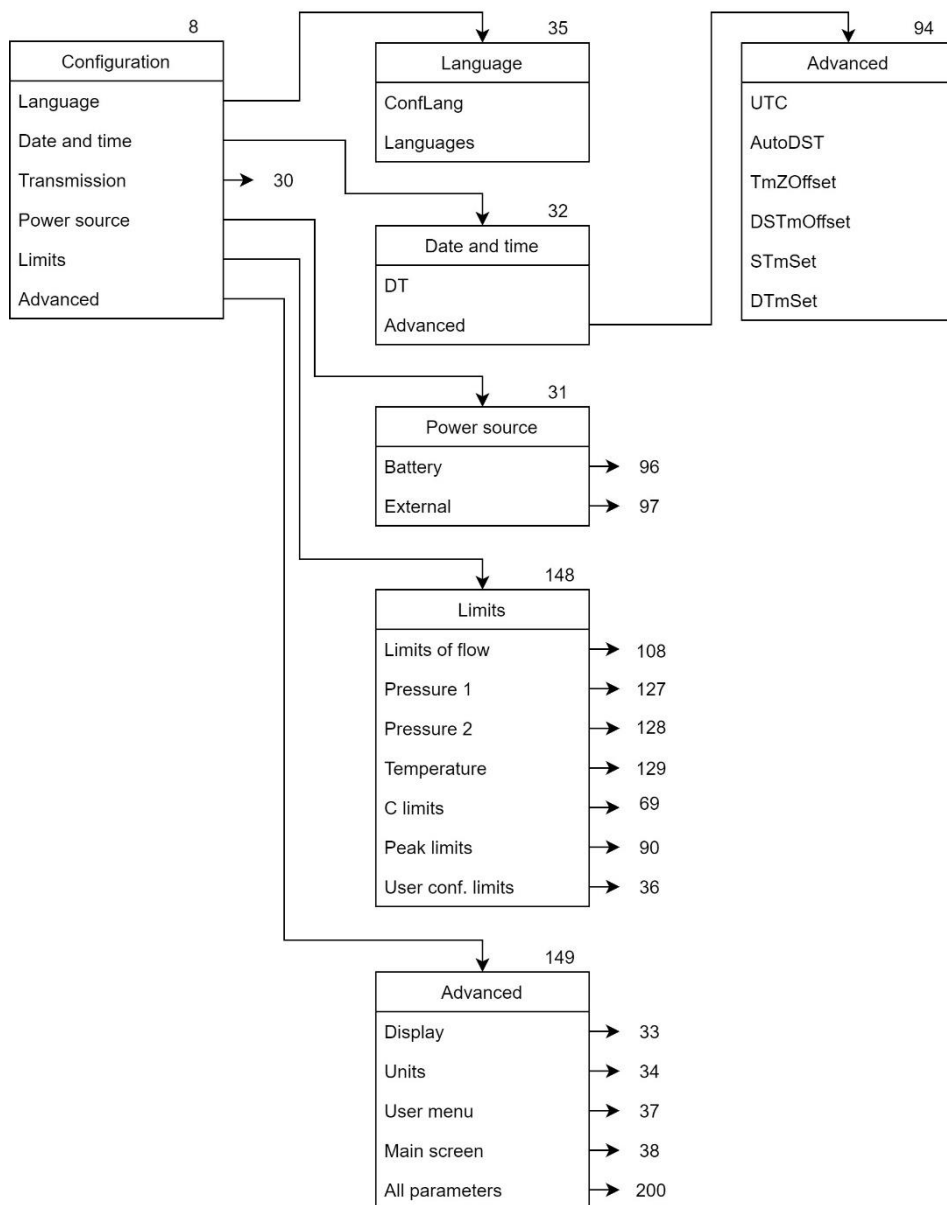 8
Configuration
Language
Date and time
Transmission
30
Power source
Limits
Advanced
35
Language
ConfLang
Languages
32
Date and time
DT
Advanced
94
Advanced
UTC
AutoDST
TmZOffset
DSTmOffset
STmSet
DTmSet
31
Power source
Battery
96
External
97
148
Limits
Limits of flow
108
Pressure 1
127
Pressure 2
128
Temperature
129
C limits
69
Peak limits
90
User conf. limits
36
149
Advanced
Display
33
Units
34
User menu
37
Main screen
38
All parameters
200